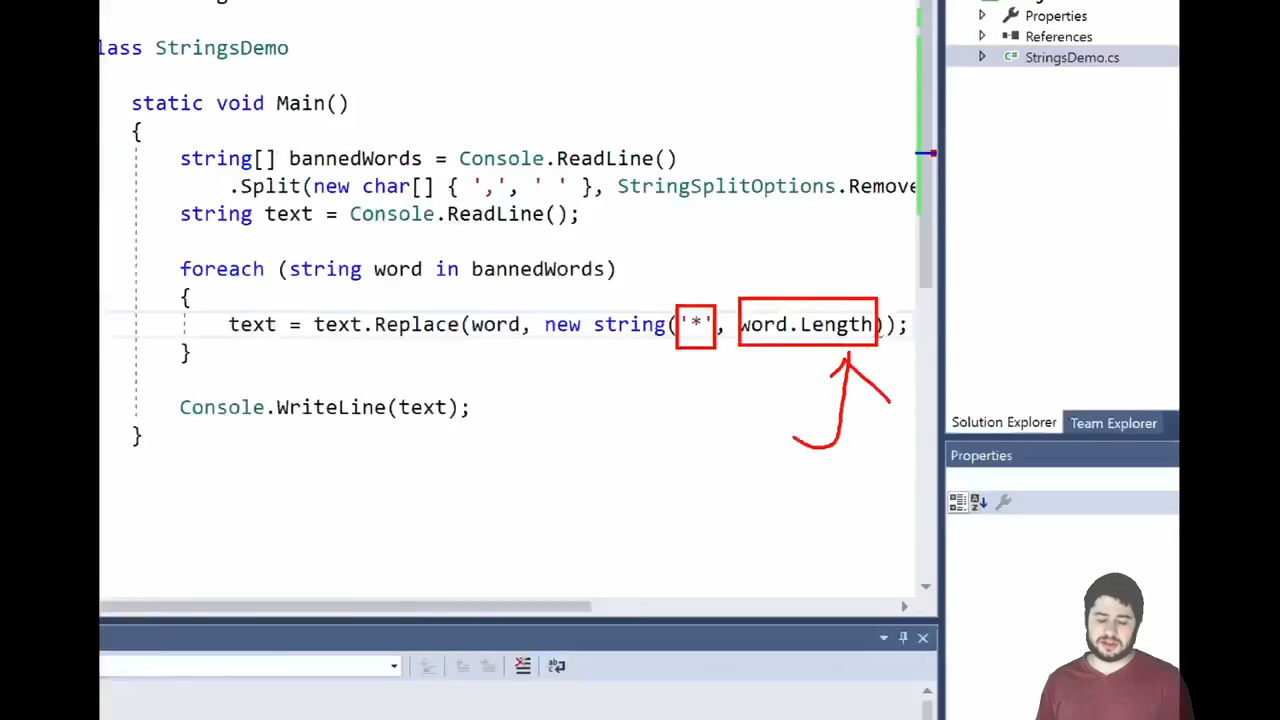 lass StringsDemo
static void Main()
{
string[] bannedWords = Console.ReadLine()
.Split(new char[] { ',', ' ' }, StringSplitOptions.Remove
string text = Console.ReadLine();
foreach (string word in bannedWords)
{
text = text.Replace(word, new string('*', word.Length));
}
Console.WriteLine(text);
}
Properties
References
C# StringsDemo.cs
Solution Explorer
Team Explorer
Properties